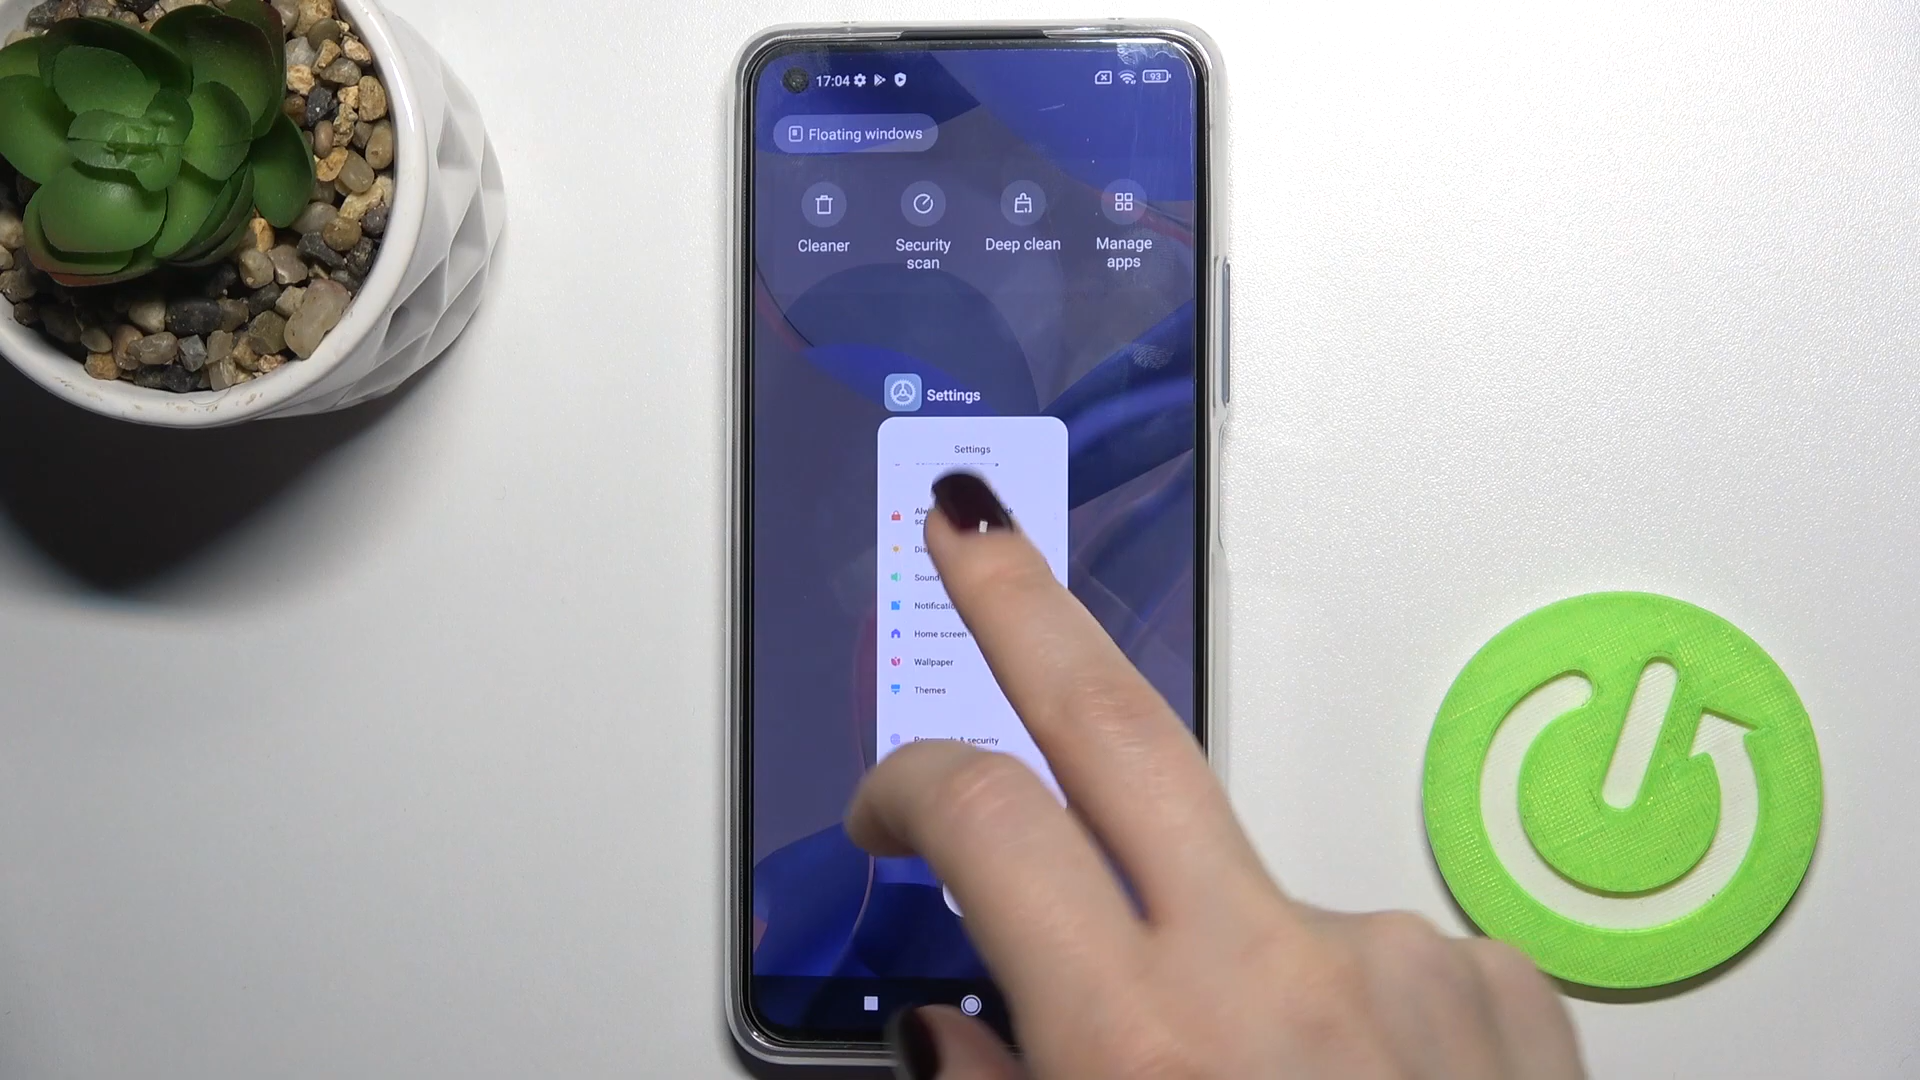 17:04
93
Floating windows
Cleaner
Security
scan
Deep clean
Manage
apps
Settings
Settings
Sound
Home screen
Wallpaper
Themes
& security